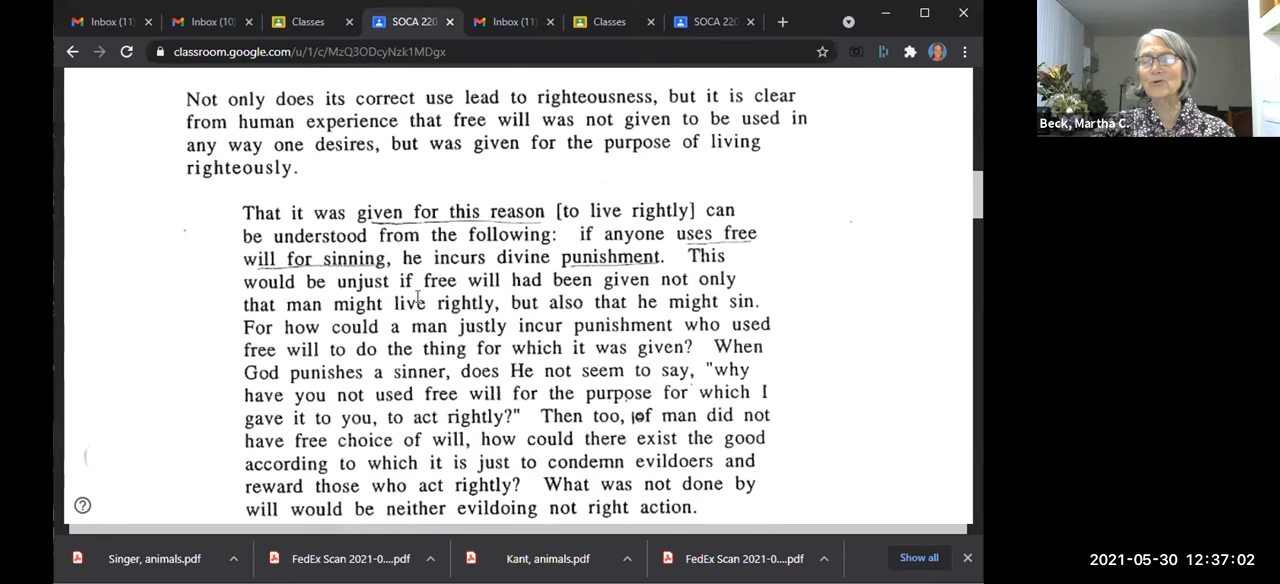 Inbox (11)
Inbox (10)
Classes
SOCA 220
Inbox (11)
Classes
SOCA 220
classroom.google.com/u/1/c/MzQ3ODcyNzk1MDgx
Beck, Martha C.
Not only does its correct use lead to righteousness, but it is clear
from human experience that free will was not given to be used in
any way one desires, but was given for the purpose of living
righteously.
That it was given for this reason [to live rightly] can
be understood from the following: if anyone uses free
will for sinning, he incurs divine punishment. This
would be unjust if free will had been given not only
that man might live rightly, but also that he might sin.
For how could a man justly incur punishment who used
free will to do the thing for which it was given? When
God punishes a sinner, does He not seem to say, "why
have you not used free will for the purpose for which I
gave it to you, to act rightly?" Then too, iof man did not
have free choice of will, how could there exist the good
according to which it is just to condemn evildoers and
reward those who act rightly? What was not done by
will would be neither evildoing not right action.
Singer, animals.pdf
FedEx Scan 2021-0....pdf
Kant, animals.pdf
FedEx Scan 2021-0....pdf
Show all
2021-05-30 12:37:02